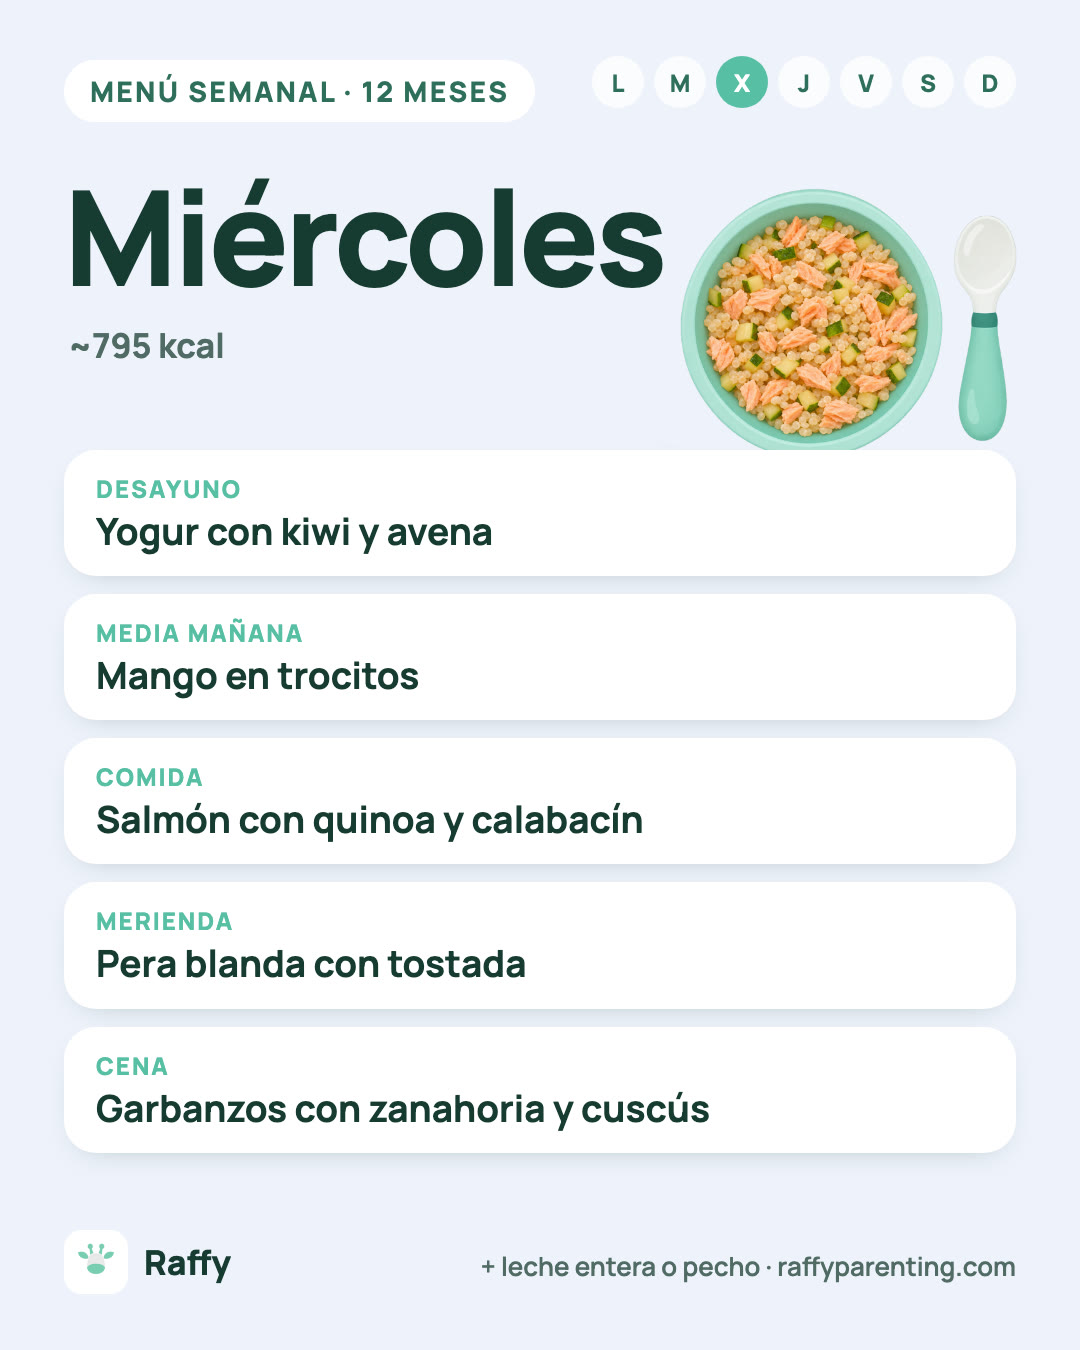 MENÚ SEMANAL · 12 MESES
L M X J V S D
Miércoles
~795 kcal
DESAYUNO
Yogur con kiwi y avena
MEDIA MAÑANA
Mango en trocitos
COMIDA
Salmón con quinoa y calabacín
MERIENDA
Pera blanda con tostada
CENA
Garbanzos con zanahoria y cuscús
Raffy
+ leche entera o pecho · raffyparenting.com